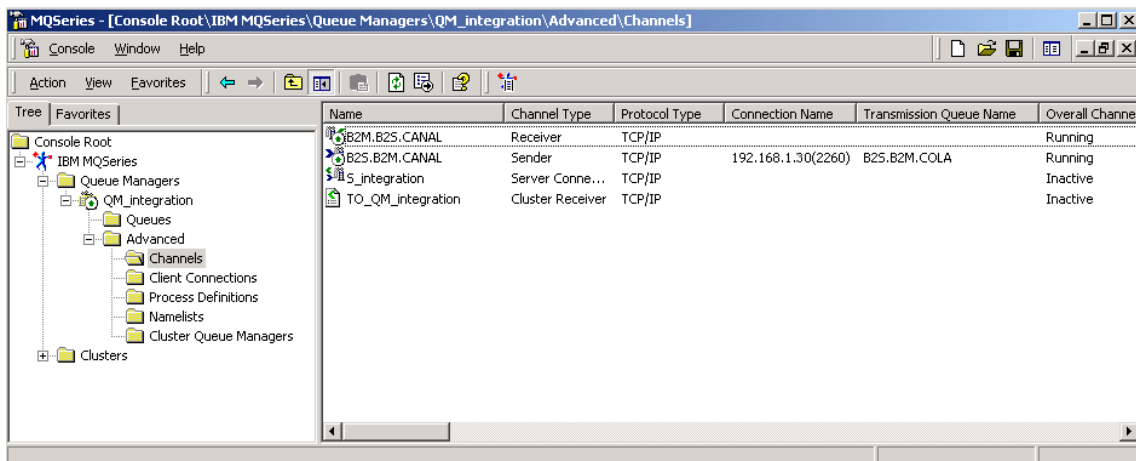 MQSeries - [Console Root\IBM MQSeries\Queue Managers\QM_integration\Advanced\Channels]
Console Window Help
Action View Favorites
Tree Favorites
Console Root
IBM MQSeries
Queue Managers
QM_integration
Queues
Advanced
Channels
Client Connections
Process Definitions
Namelists
Cluster Queue Managers
Clusters
Name Channel Type Protocol Type Connection Name Transmission Queue Name Overall Channe
B2M.B2S.CANAL Receiver TCP/IP Running
B2S.B2M.CANAL Sender TCP/IP 192.168.1.30(2260) B2S.B2M.COLA Running
S_integration Server Conne... TCP/IP Inactive
TO_QM_integration Cluster Receiver TCP/IP Inactive